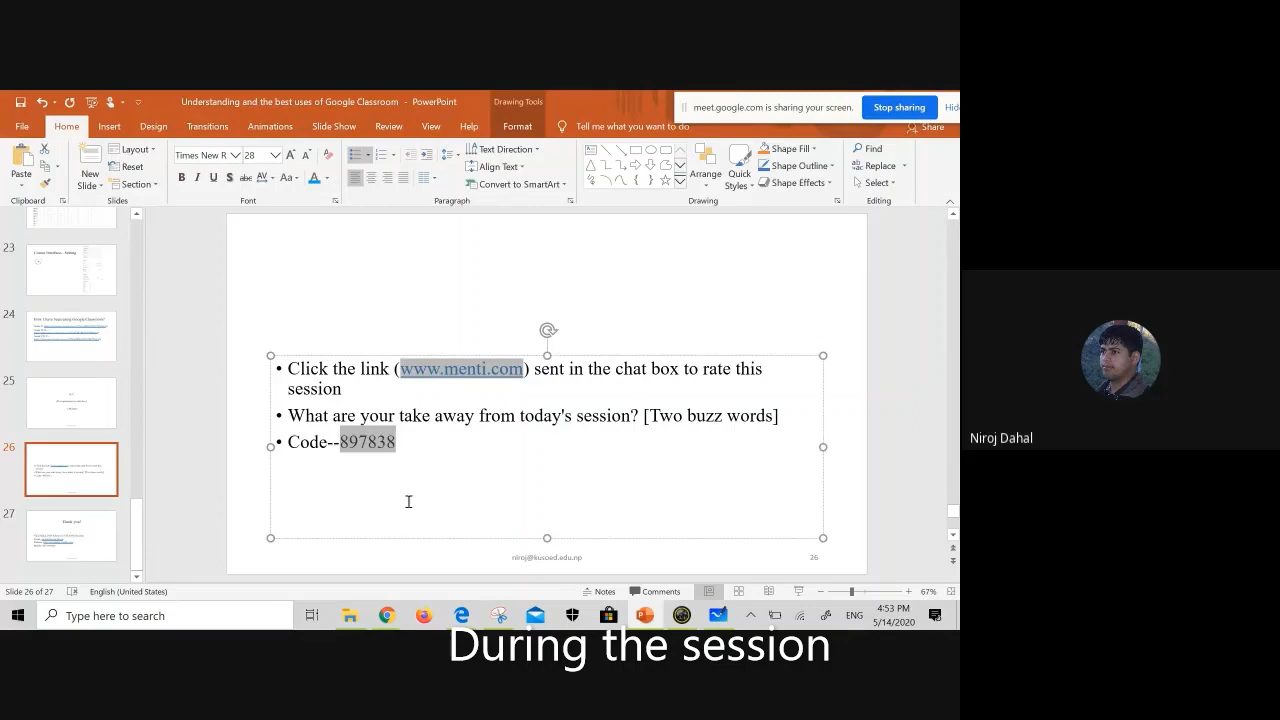 Understanding and the best uses of Google Classroom - PowerPoint
Drawing Tools
meet.google.com is sharing your screen.
Stop sharing
File Home Insert Design Transitions Animations Slide Show Review View Help Format Tell me what you want to do Share
Paste
New Slide
Layout
Reset
Section
Times New R 28
Text Direction
Align Text
Convert to SmartArt
Arrange
Quick Styles
Shape Fill
Shape Outline
Shape Effects
Find
Replace
Select
Clipboard Slides Font Paragraph Drawing Editing
23
24
25
26
27
Thank you!
• Click the link (www.menti.com) sent in the chat box to rate this
session
• What are your take away from today's session? [Two buzz words]
• Code--897838
niroj@kusoed.edu.np 26
Niroj Dahal
Slide 26 of 27 English (United States) Notes Comments 67%
Type here to search
ENG
4:53 PM
5/14/2020
During the session